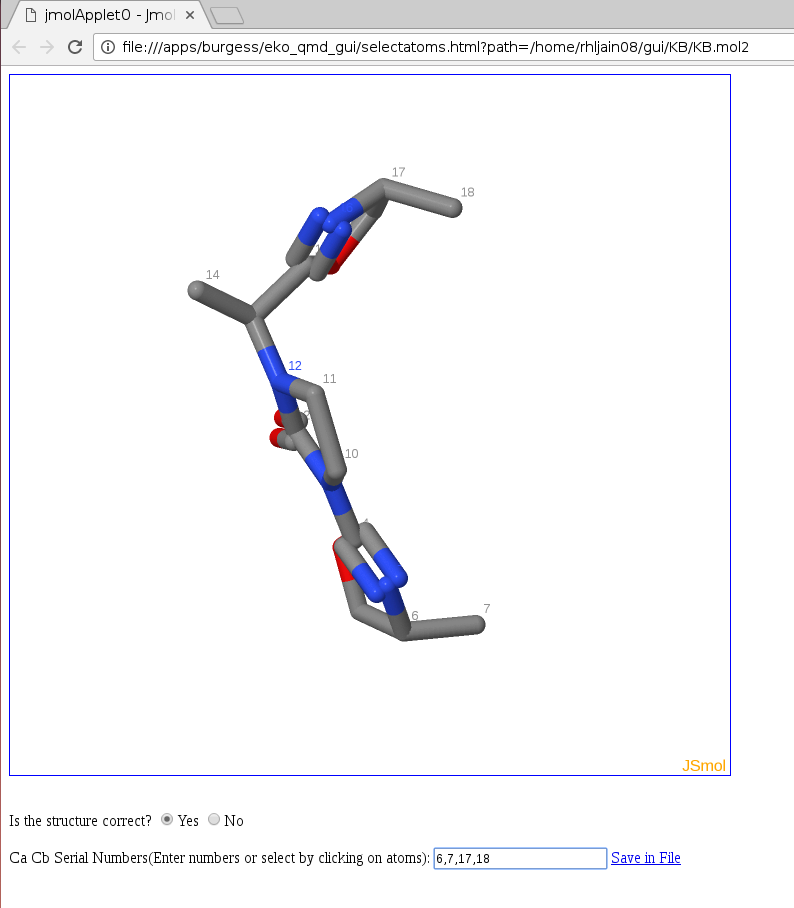 jmolApplet0 - Jmo
file:///apps/burgess/eko_qmd_gui/selectatoms.html?path=/home/rhljain08/gui/KB/KB.mol2
17
18
14
12
11
10
6
7
JSmol
Is the structure correct? Yes No
Ca Cb Serial Numbers(Enter numbers or select by clicking on atoms): 6,7,17,18 Save in File